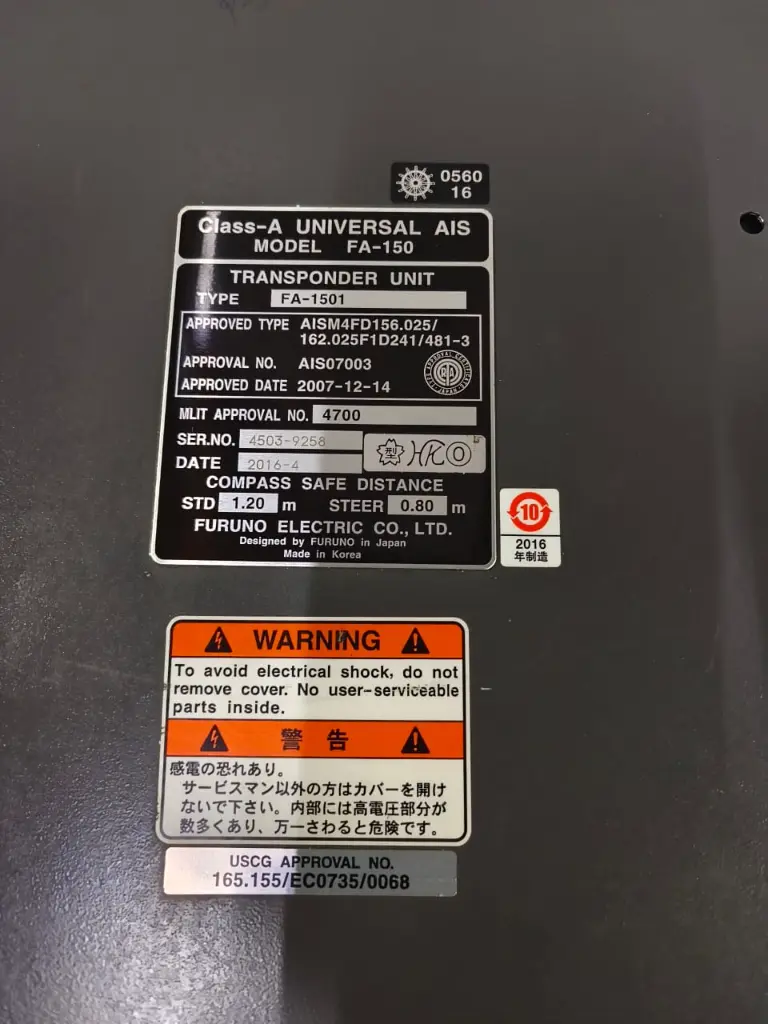 0560
16
Class-A UNIVERSAL AIS
MODEL FA-150
TRANSPONDER UNIT
TYPE FA-1501
APPROVED TYPE AISM4FD156.025/
162.025F1D241/481-3
APPROVAL NO. AIS07003
APPROVED DATE 2007-12-14
MLIT APPROVAL NO. 4700
SER.NO. 4503-9258
型 HK O
DATE 2016-4
COMPASS SAFE DISTANCE
STD 1.20 m STEER 0.80 m
FURUNO ELECTRIC CO., LTD.
Designed by FURUNO in Japan
Made in Korea
10
2016
年制造
WARNING
To avoid electrical shock, do not
remove cover. No user-serviceable
parts inside.
警告
感電の恐れあり。
サービスマン以外の方はカバーを開け
ないで下さい。内部には高電圧部分が
数多くあり、万一さわると危険です。
USCG APPROVAL NO.
165.155/EC0735/0068